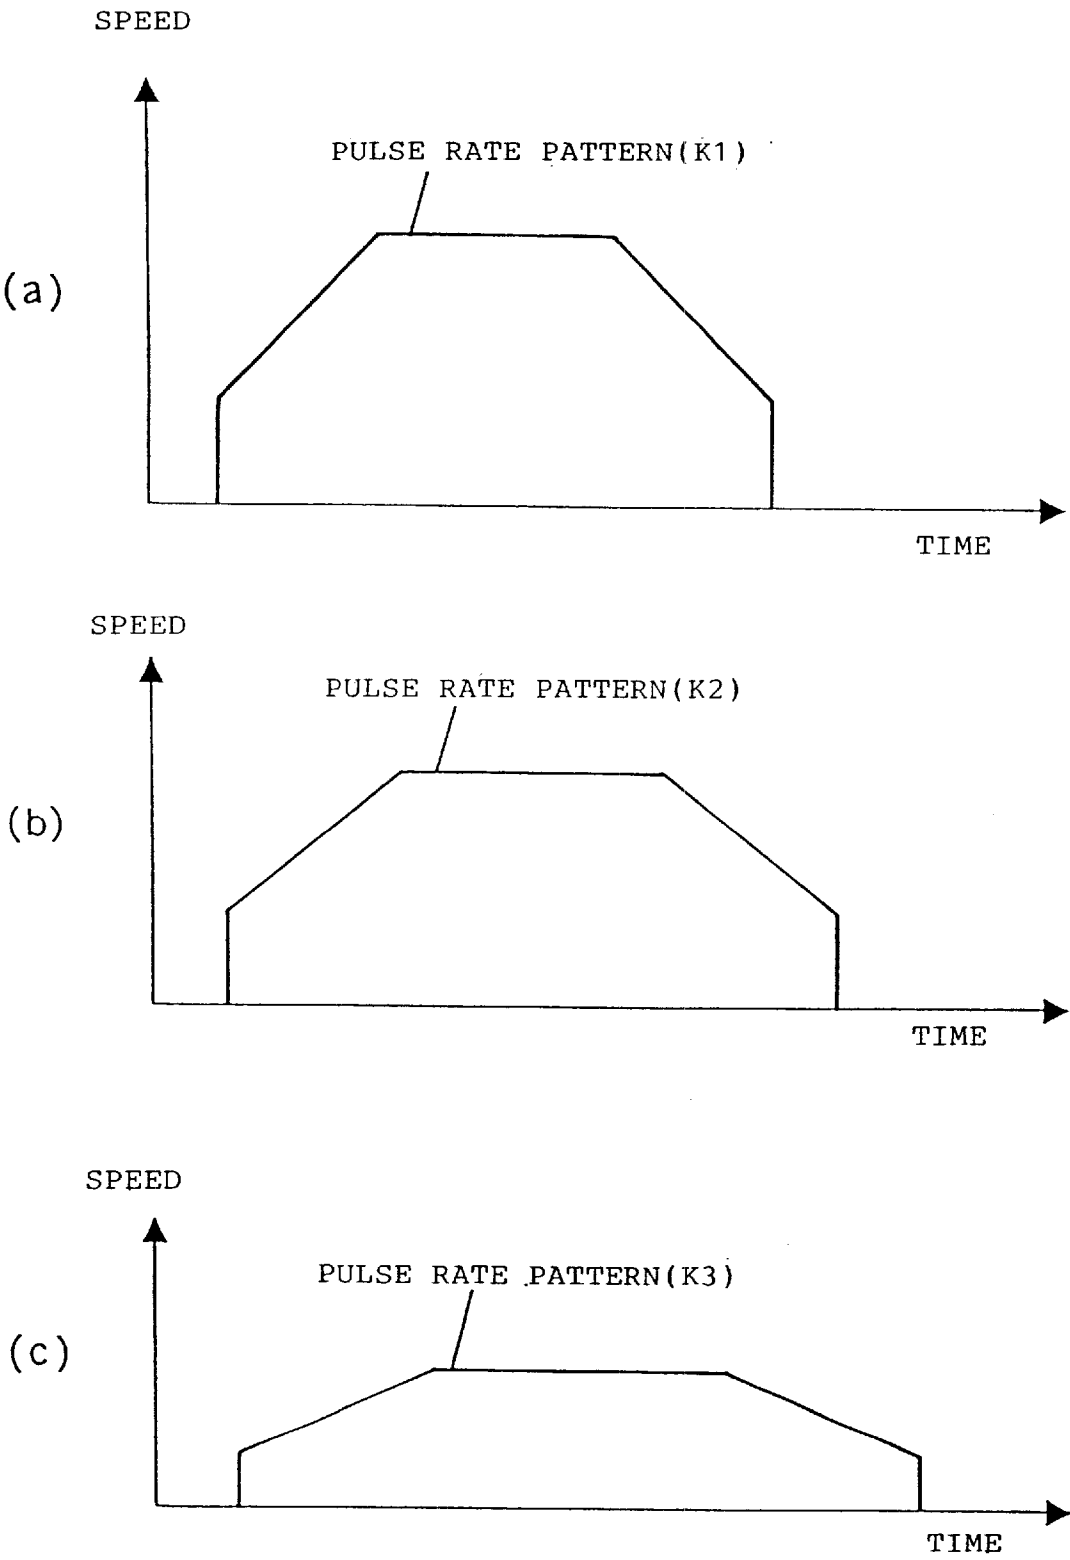 SPEED
PULSE RATE PATTERN(K1)
(a)
TIME
SPEED
PULSE RATE PATTERN(K2)
(b)
TIME
SPEED
PULSE RATE PATTERN(K3)
(c)
TIME